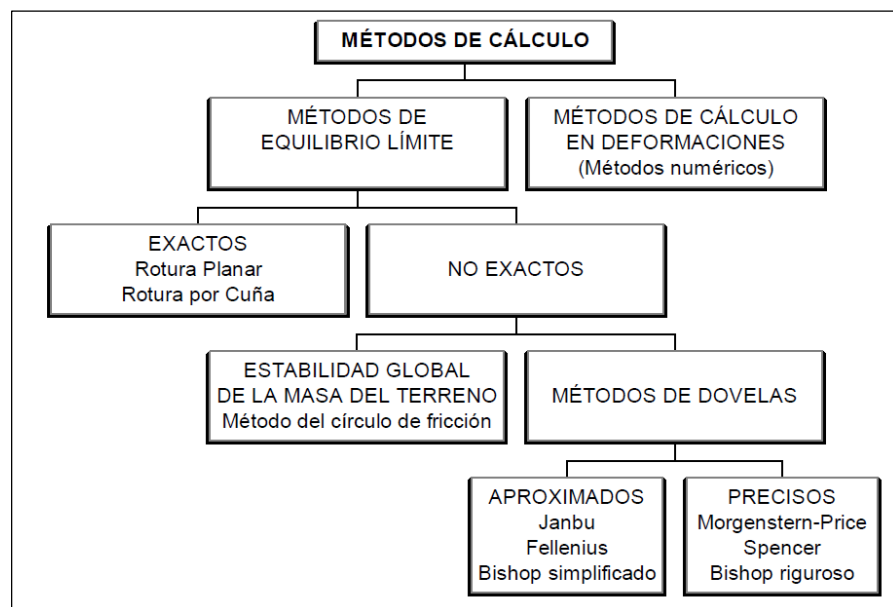 MÉTODOS DE CÁLCULO
MÉTODOS DE
EQUILIBRIO LÍMITE
MÉTODOS DE CÁLCULO
EN DEFORMACIONES
(Métodos numéricos)
EXACTOS
Rotura Planar
Rotura por Cuña
NO EXACTOS
ESTABILIDAD GLOBAL
DE LA MASA DEL TERRENO
Método del círculo de fricción
MÉTODOS DE DOVELAS
APROXIMADOS
Janbu
Fellenius
Bishop simplificado
PRECISOS
Morgenstern-Price
Spencer
Bishop riguroso